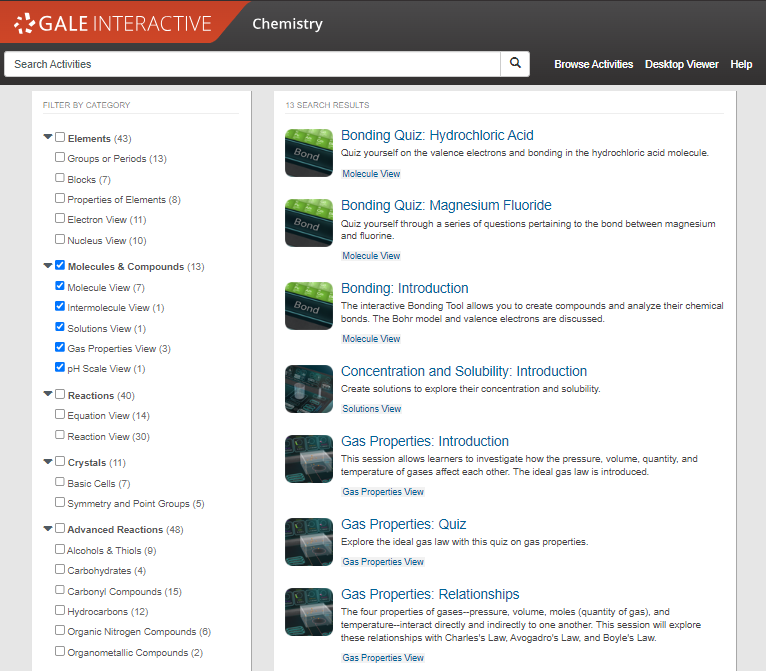 GALE INTERACTIVE
Chemistry
Search Activities
Browse Activities Desktop Viewer Help
FILTER BY CATEGORY
Elements (43)
Groups or Periods (13)
Blocks (7)
Properties of Elements (8)
Electron View (11)
Nucleus View (10)
Molecules & Compounds (13)
Molecule View (7)
Intermolecule View (1)
Solutions View (1)
Gas Properties View (3)
pH Scale View (1)
Reactions (40)
Equation View (14)
Reaction View (30)
Crystals (11)
Basic Cells (7)
Symmetry and Point Groups (5)
Advanced Reactions (48)
Alcohols & Thiols (9)
Carbohydrates (4)
Carbonyl Compounds (15)
Hydrocarbons (12)
Organic Nitrogen Compounds (6)
Organometallic Compounds (2)
13 SEARCH RESULTS
Bond
Bonding Quiz: Hydrochloric Acid
Quiz yourself on the valence electrons and bonding in the hydrochloric acid molecule.
Molecule View
Bond
Bonding Quiz: Magnesium Fluoride
Quiz yourself through a series of questions pertaining to the bond between magnesium
and fluorine.
Molecule View
Bond
Bonding: Introduction
The interactive Bonding Tool allows you to create compounds and analyze their chemical
bonds. The Bohr model and valence electrons are discussed.
Molecule View
Concentration and Solubility: Introduction
Create solutions to explore their concentration and solubility.
Solutions View
Gas Properties: Introduction
This session allows learners to investigate how the pressure, volume, quantity, and
temperature of gases affect each other. The ideal gas law is introduced.
Gas Properties View
Gas Properties: Quiz
Explore the ideal gas law with this quiz on gas properties.
Gas Properties View
Gas Properties: Relationships
The four properties of gases--pressure, volume, moles (quantity of gas), and
temperature--interact directly and indirectly to one another. This session will explore
these relationships with Charles's Law, Avogadro's Law, and Boyle's Law.
Gas Properties View